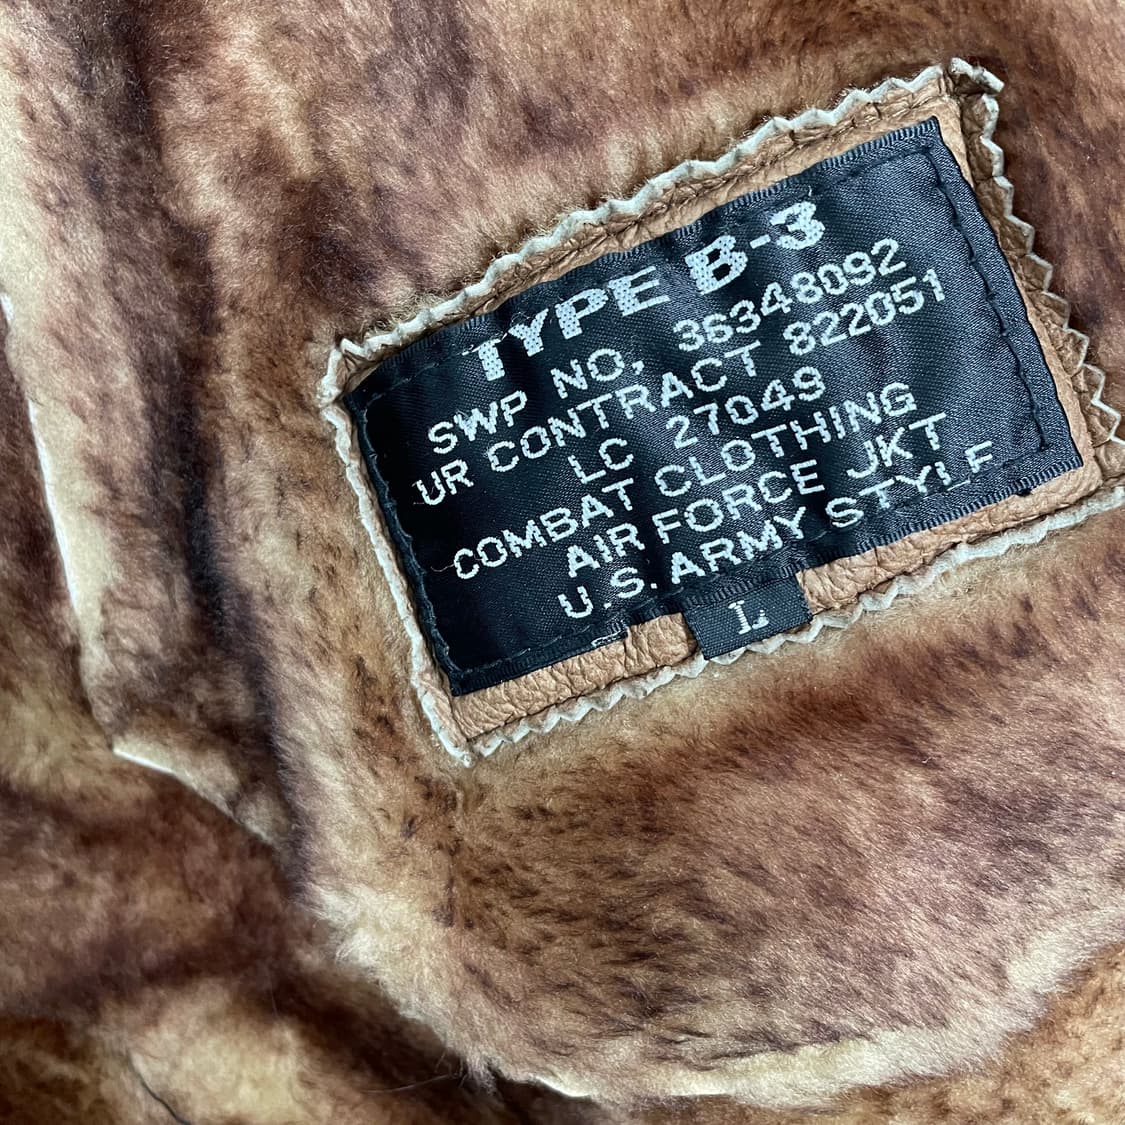 TYPE B-3
SWP NO. 36348092
UR CONTRACT 822051
LC 27049
COMBAT CLOTHING
AIR FORCE JKT
U.S. ARMY STYLE
L